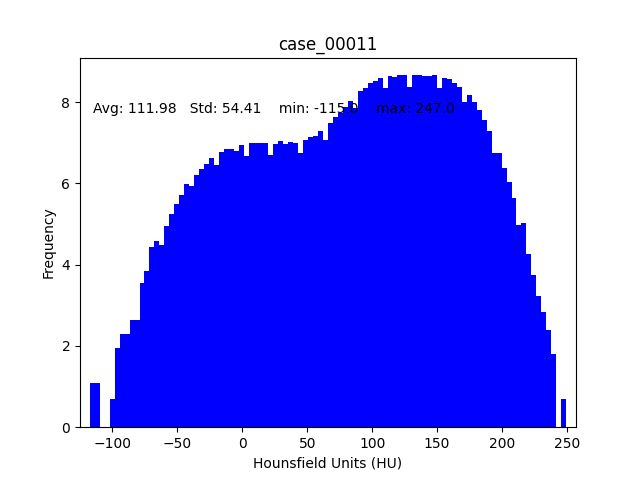 case_00011
Avg: 111.98   Std: 54.41    min: -115.0    max: 247.0
Frequency
8
6
4
2
0
−100 −50 0 50 100 150 200 250
Hounsfield Units (HU)